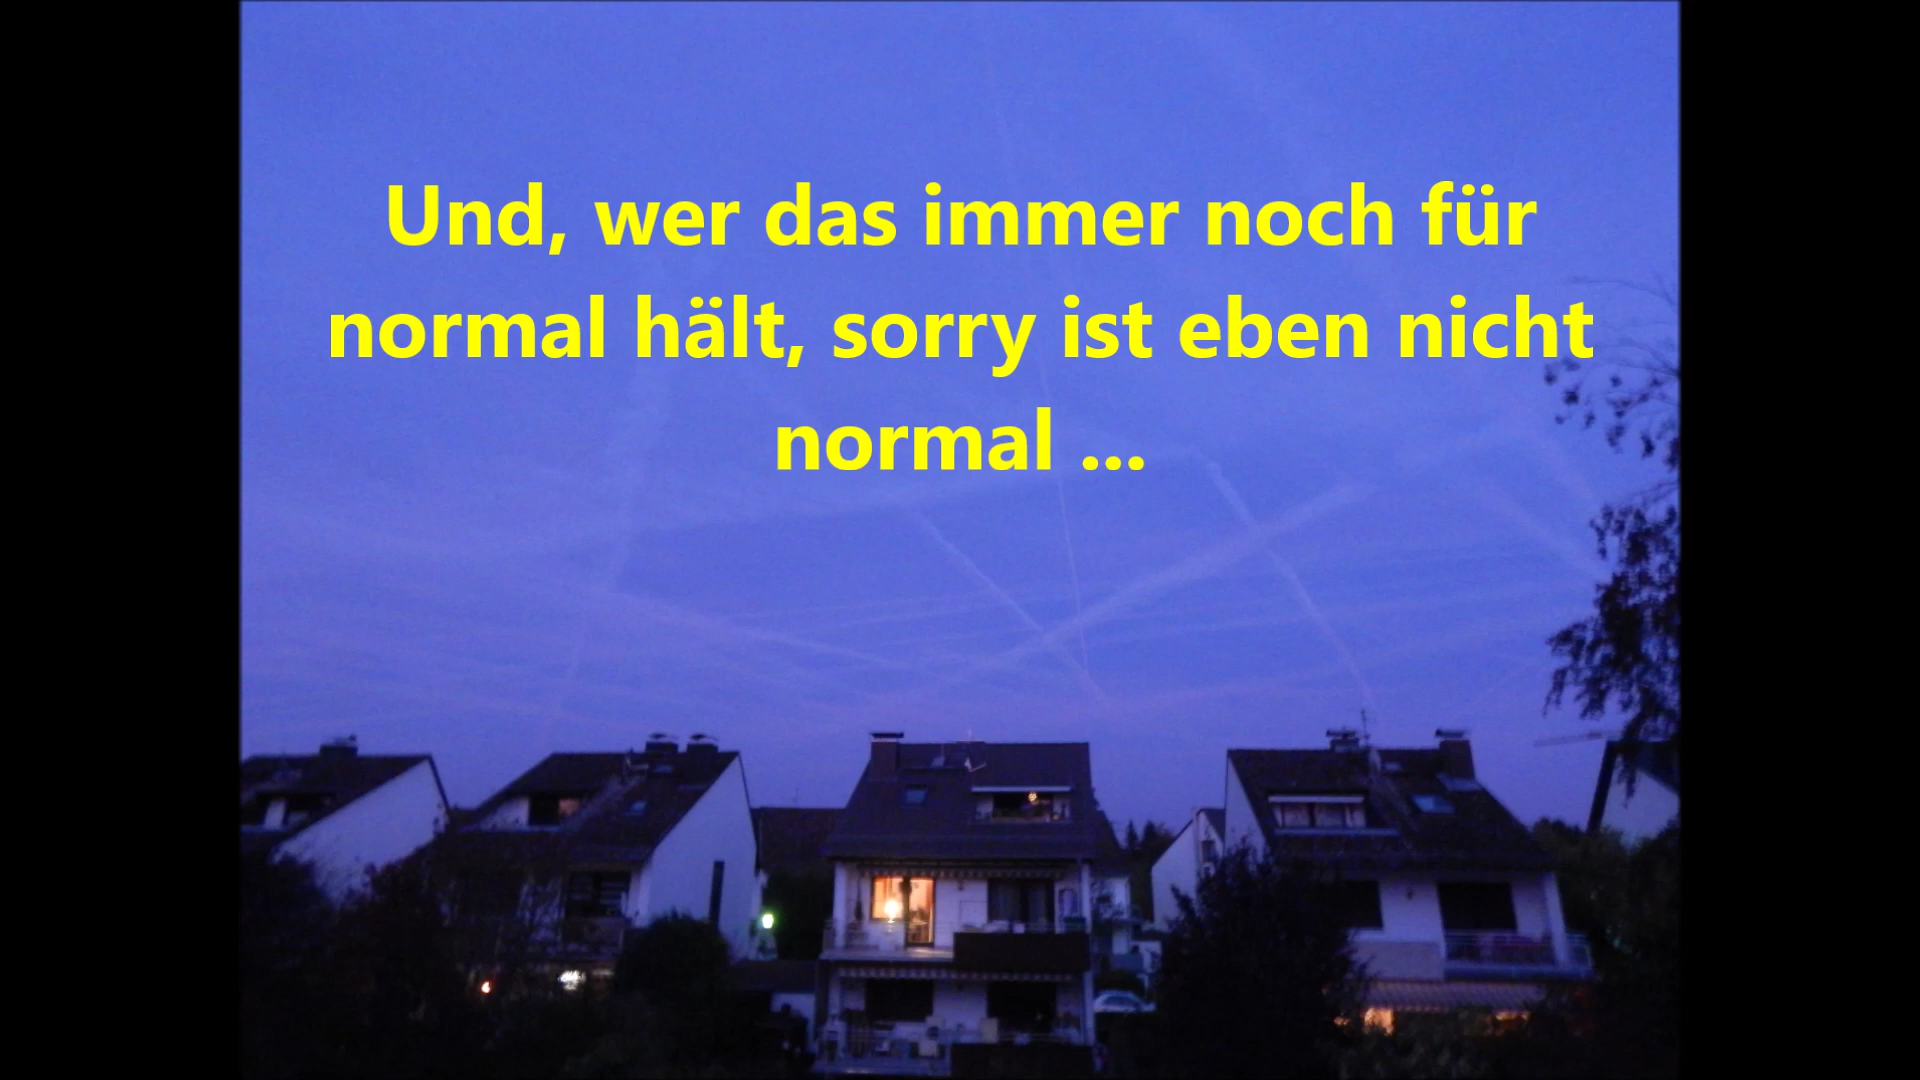 Und, wer das immer noch für
normal hält, sorry ist eben nicht
normal ...